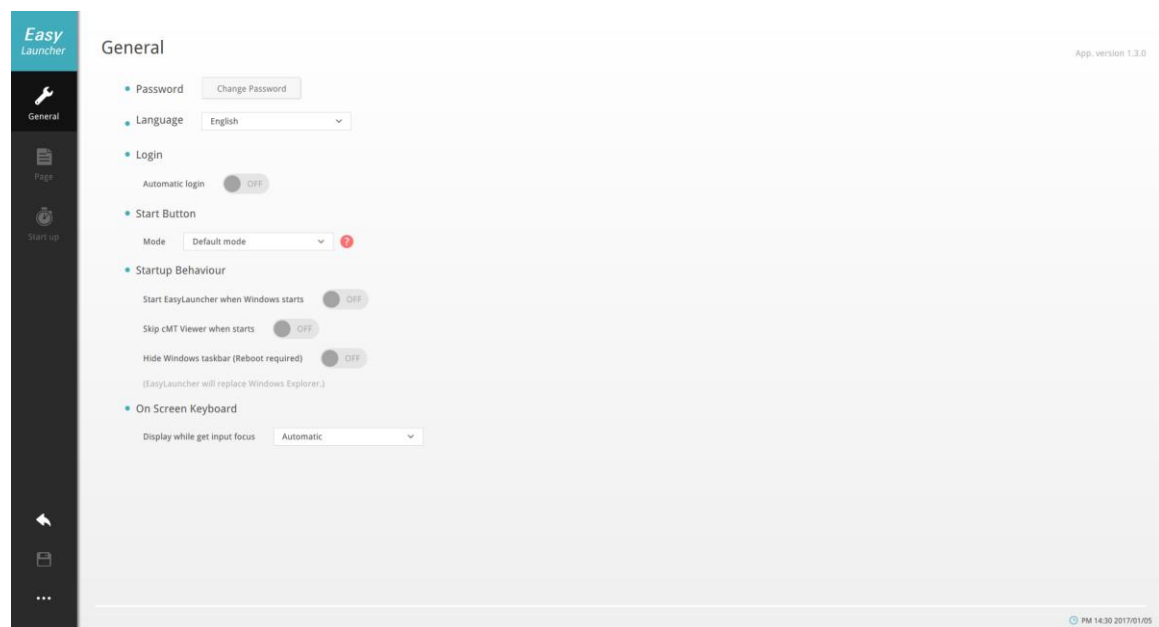 Easy
Launcher
General
App. version 1.3.0
Password
Change Password
General
Language
English
Login
Page
Automatic login
OFF
Start Button
Start up
Mode
Default mode
?
Startup Behaviour
Start EasyLauncher when Windows starts
OFF
Skip cMT Viewer when starts
OFF
Hide Windows taskbar (Reboot required)
OFF
(EasyLauncher will replace Windows Explorer.)
On Screen Keyboard
Display while get input focus
Automatic
PM 14:30 2017/01/05